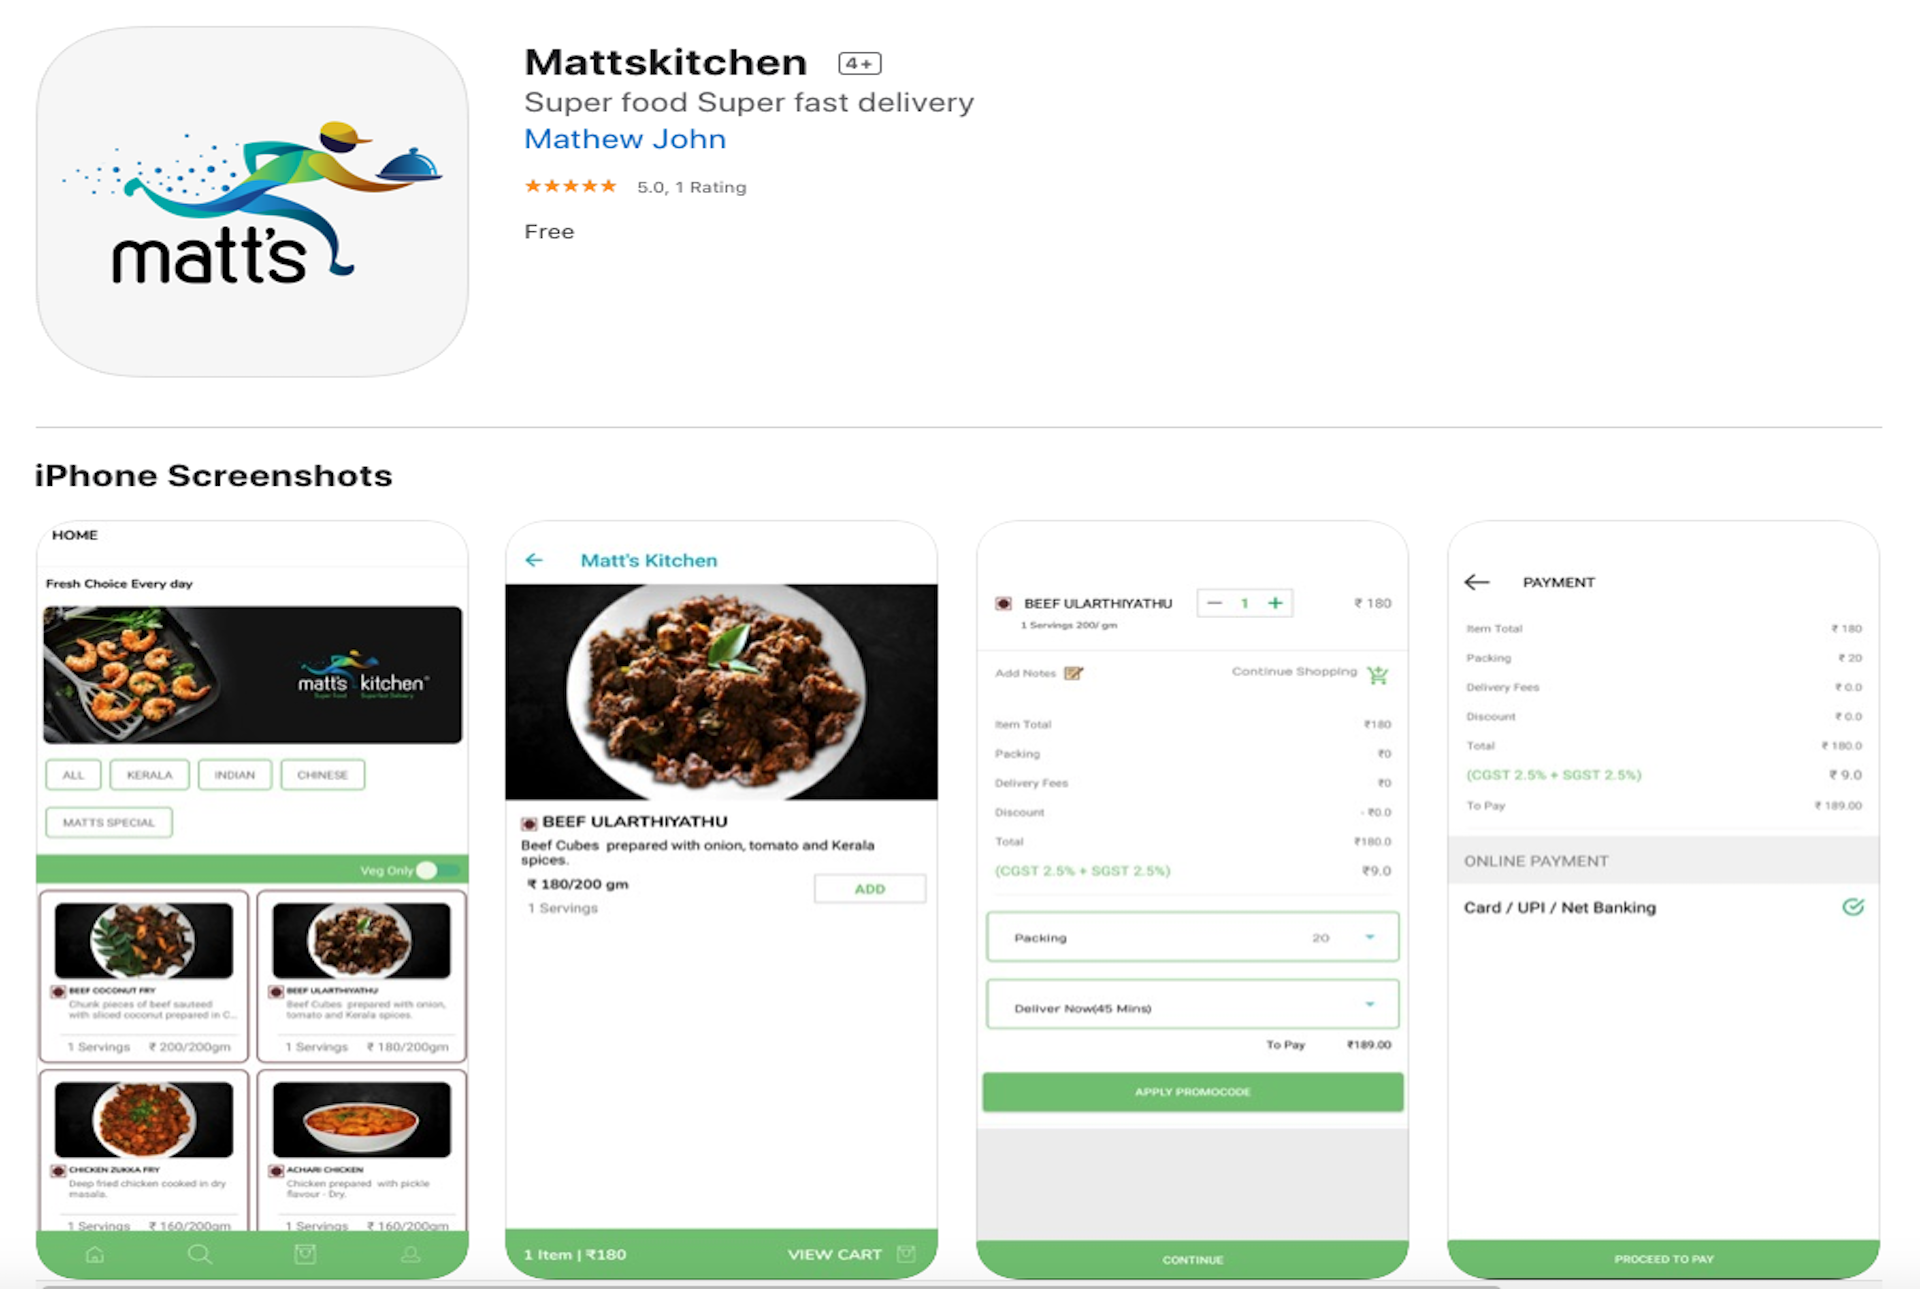 Mattskitchen 4+
Super food Super fast delivery
Mathew John
5.0, 1 Rating
Free
matt's
iPhone Screenshots
HOME
Fresh Choice Every day
matt's kitchen
Super Food Superfast Delivery
ALL KERALA INDIAN CHINESE
MATTS SPECIAL
Veg Only
BEEF COCONUT FRY
Chunk pieces of beef sauteed
with sliced coconut prepared in C...
1 Servings ₹ 200/200gm
BEEF ULARTHIYATHU
Beef Cubes prepared with onion,
tomato and Kerala spices.
1 Servings ₹ 180/200gm
CHICKEN ZUKKA FRY
Deep fried chicken cooked in dry
masala.
1 Servings ₹ 160/200gm
ACHARI CHICKEN
Chicken prepared with pickle
flavour - Dry.
1 Servings ₹ 160/200gm
Matt's Kitchen
BEEF ULARTHIYATHU
Beef Cubes prepared with onion, tomato and Kerala
spices.
₹ 180/200 gm
ADD
1 Servings
1 Item | ₹180 VIEW CART
BEEF ULARTHIYATHU — 1 + ₹ 180
1 Servings 200/ gm
Add Notes Continue Shopping
Item Total ₹180
Packing ₹0
Delivery Fees ₹0
Discount - ₹0.0
Total ₹180.0
(CGST 2.5% + SGST 2.5%) ₹9.0
Packing 20
Deliver Now(45 Mins)
To Pay ₹189.00
APPLY PROMOCODE
CONTINUE
PAYMENT
Item Total ₹ 180
Packing ₹ 20
Delivery Fees ₹ 0.0
Discount ₹ 0.0
Total ₹ 180.0
(CGST 2.5% + SGST 2.5%) ₹ 9.0
To Pay ₹ 189.00
ONLINE PAYMENT
Card / UPI / Net Banking
PROCEED TO PAY